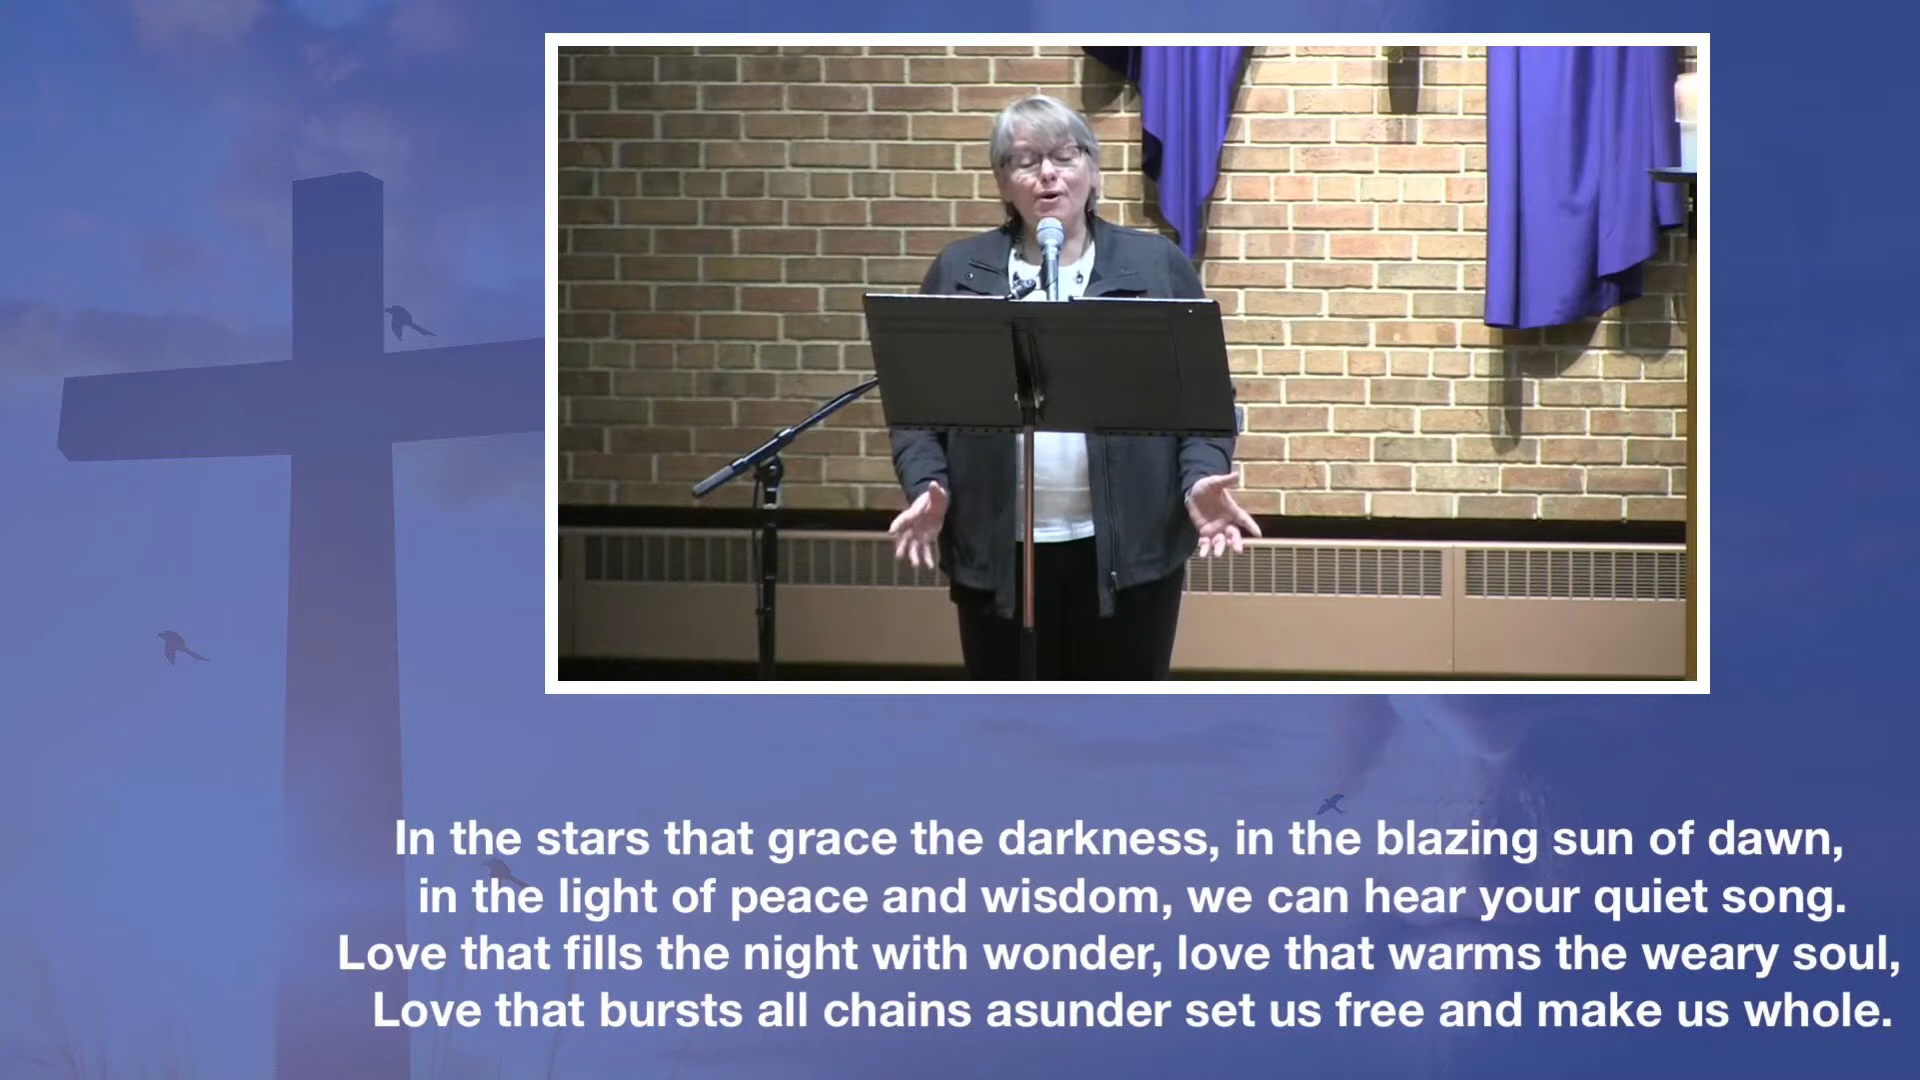 In the stars that grace the darkness, in the blazing sun of dawn,
in the light of peace and wisdom, we can hear your quiet song.
Love that fills the night with wonder, love that warms the weary soul,
Love that bursts all chains asunder set us free and make us whole.